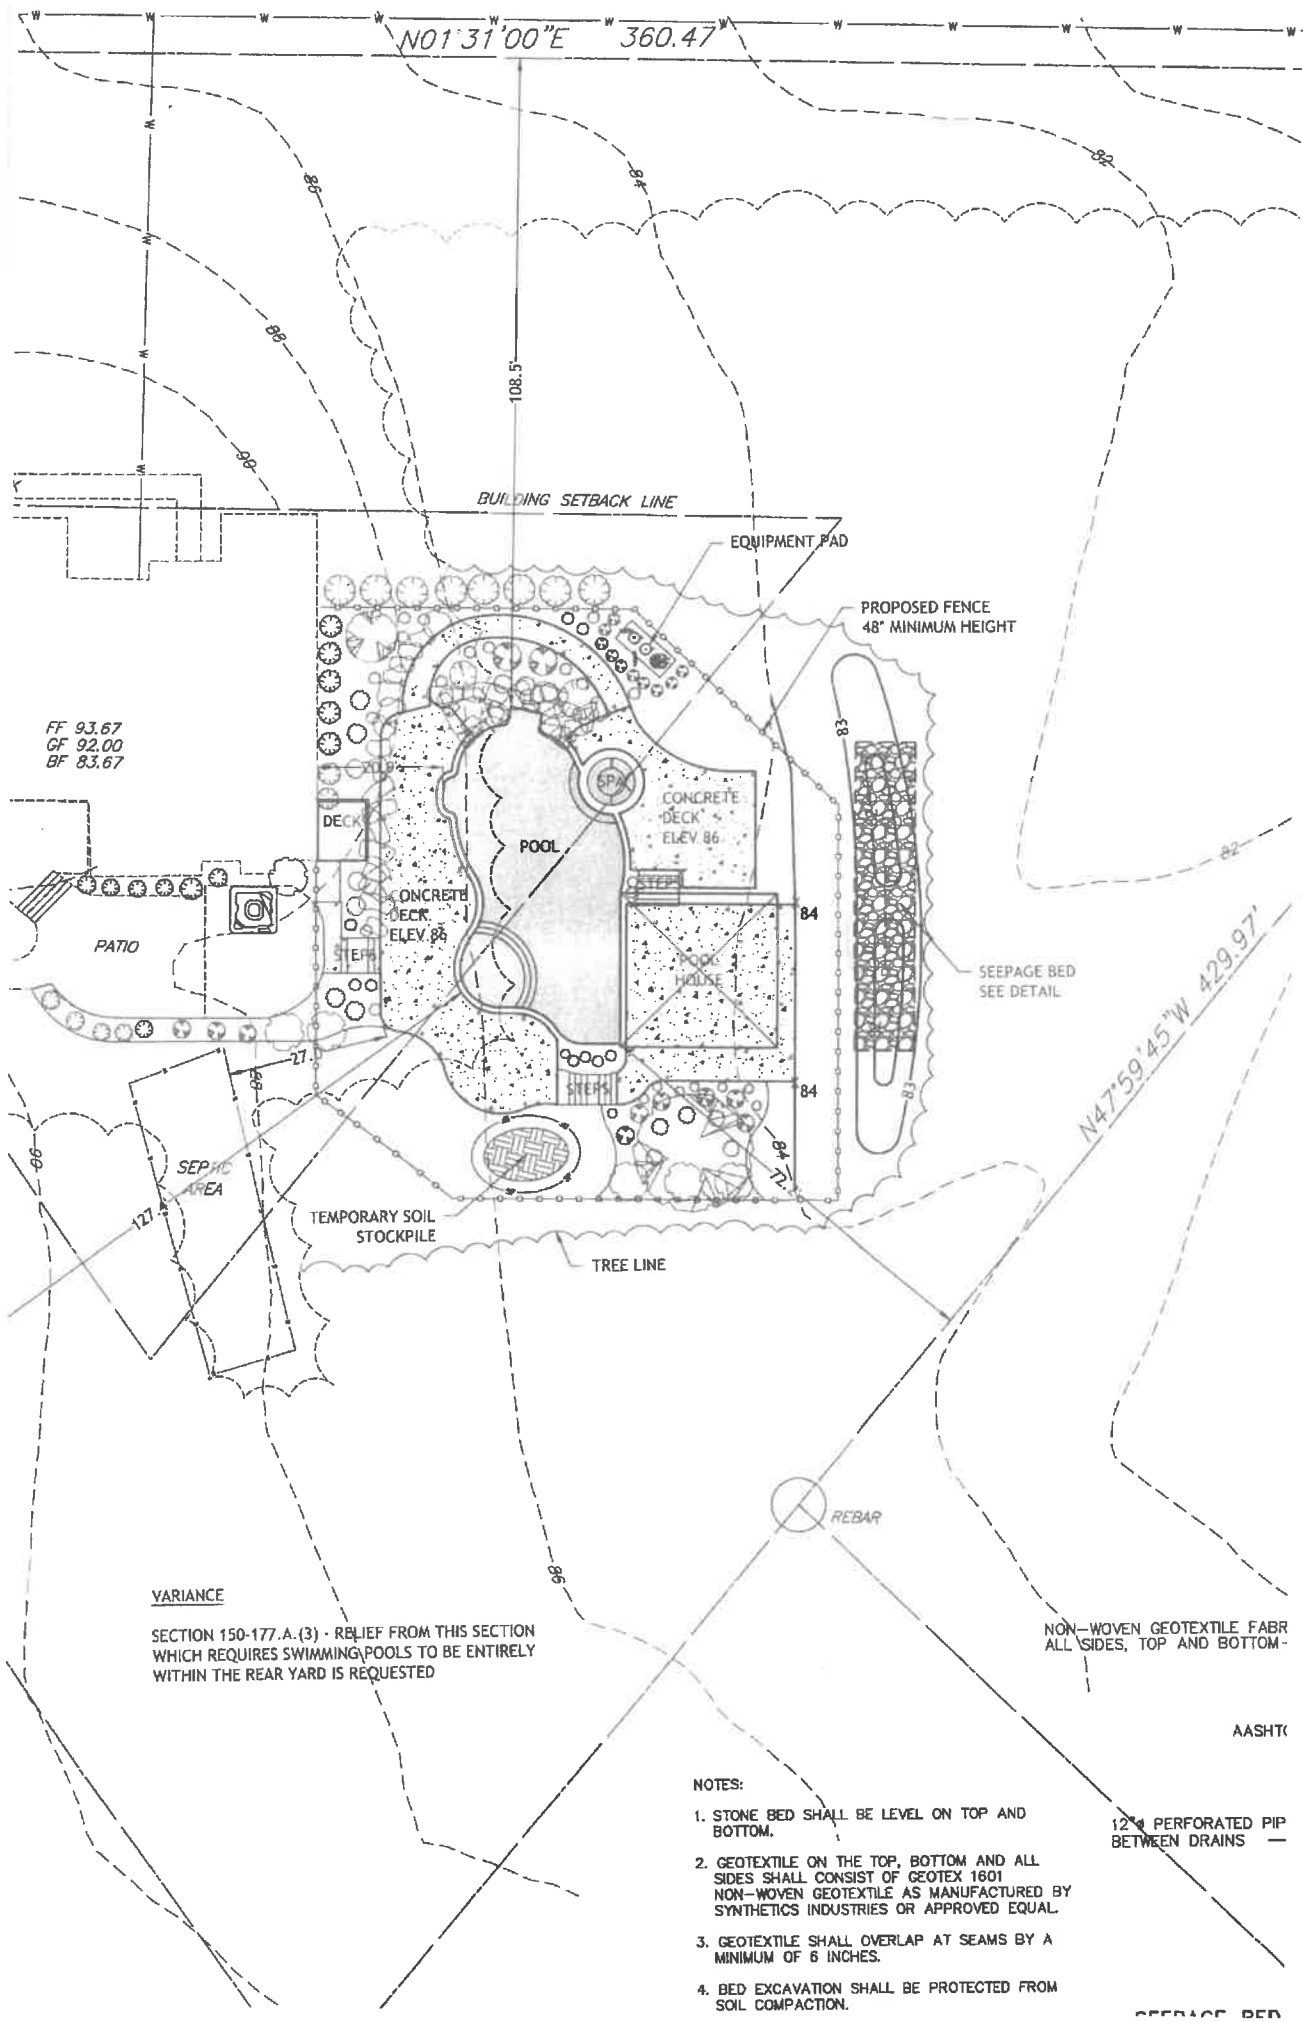 N01°31'00"E 360.47'
86
84
82
88
108.5'
90
BUILDING SETBACK LINE
EQUIPMENT PAD
PROPOSED FENCE
48" MINIMUM HEIGHT
FF 93.67
GF 92.00
BF 83.67
83
SPA
CONCRETE
DECK
ELEV 86
DECK
POOL
82
STEPS
CONCRETE
DECK
ELEV 86
84
PATIO
STEPS
POOL
HOUSE
SEEPAGE BED
SEE DETAIL
N47°59'45"W 429.97'
27.
88
STEPS
84
83
84
72.
90
SEPTIC
AREA
127.
TEMPORARY SOIL
STOCKPILE
TREE LINE
REBAR
86
VARIANCE
SECTION 150-177.A.(3) - RELIEF FROM THIS SECTION
WHICH REQUIRES SWIMMING POOLS TO BE ENTIRELY
WITHIN THE REAR YARD IS REQUESTED
NON-WOVEN GEOTEXTILE FABR
ALL SIDES, TOP AND BOTTOM-
AASHTO
12"ø PERFORATED PIP
BETWEEN DRAINS
NOTES:
1. STONE BED SHALL BE LEVEL ON TOP AND
BOTTOM.
2. GEOTEXTILE ON THE TOP, BOTTOM AND ALL
SIDES SHALL CONSIST OF GEOTEX 1601
NON-WOVEN GEOTEXTILE AS MANUFACTURED BY
SYNTHETICS INDUSTRIES OR APPROVED EQUAL.
3. GEOTEXTILE SHALL OVERLAP AT SEAMS BY A
MINIMUM OF 6 INCHES.
4. BED EXCAVATION SHALL BE PROTECTED FROM
SOIL COMPACTION.
SEEPAGE BED